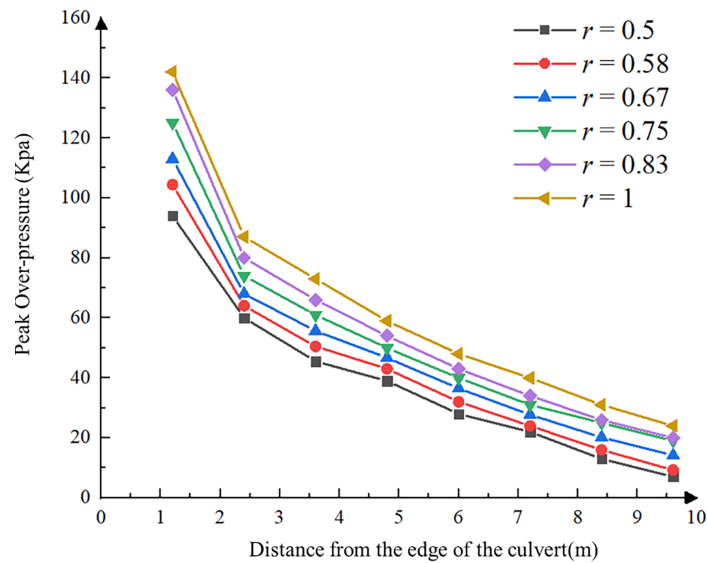 160
140
120
100
80
60
40
20
0
Peak Over-pressure (Kpa)
r = 0.5
r = 0.58
r = 0.67
r = 0.75
r = 0.83
r = 1
0 1 2 3 4 5 6 7 8 9 10
Distance from the edge of the culvert(m)